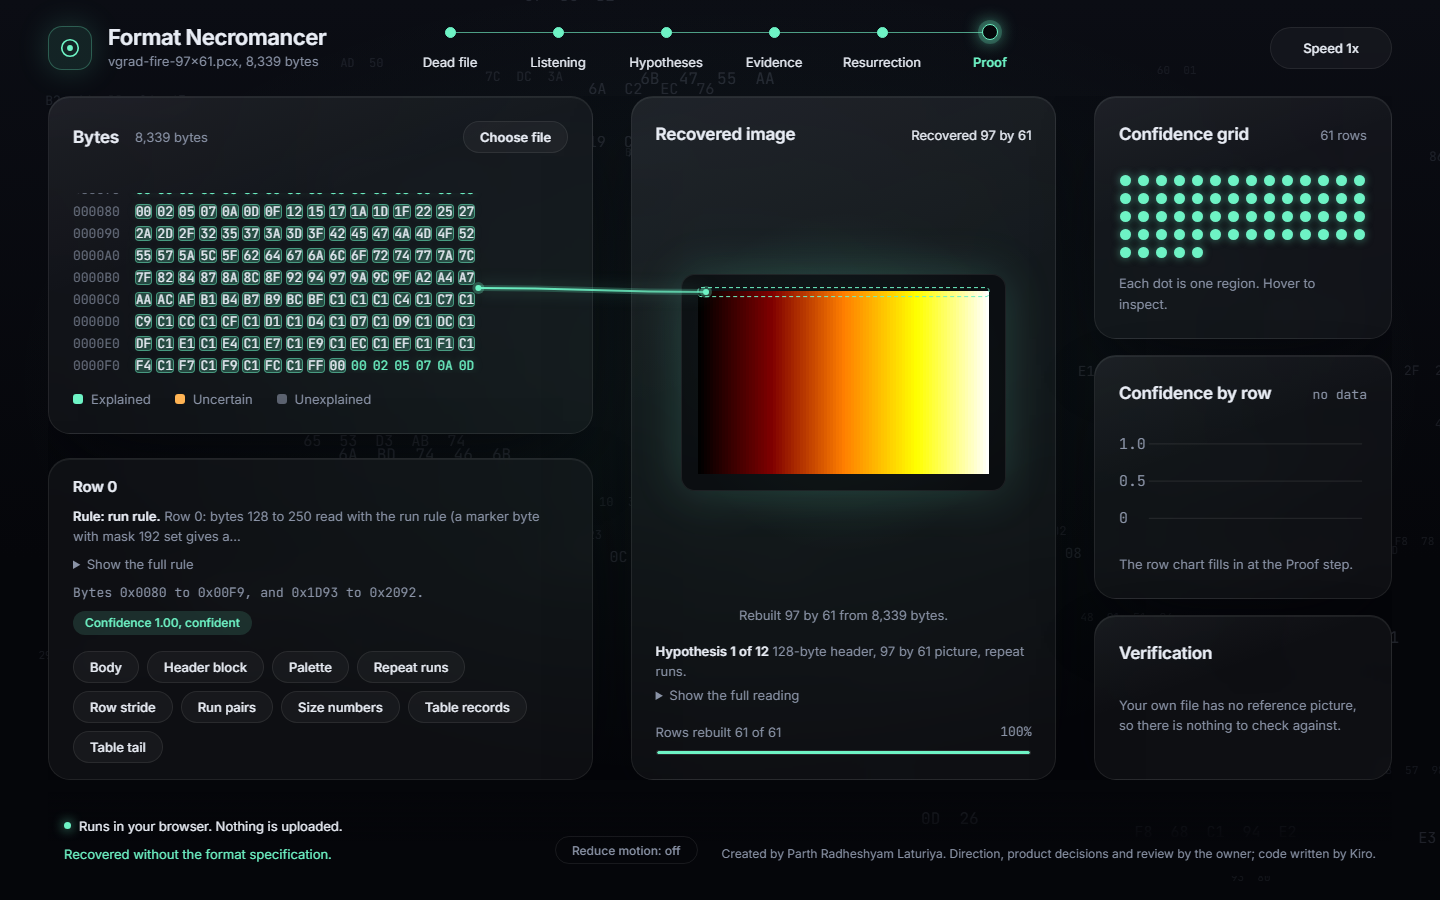 Format Necromancer
vgrad-fire-97×61.pcx, 8,339 bytes
Dead file
Listening
Hypotheses
Evidence
Resurrection
Proof
Speed 1x
Bytes
8,339 bytes
Choose file
000080 00 02 05 07 0A 0D 0F 12 15 17 1A 1D 1F 22 25 27
000090 2A 2D 2F 32 35 37 3A 3D 3F 42 45 47 4A 4D 4F 52
0000A0 55 57 5A 5C 5F 62 64 67 6A 6C 6F 72 74 77 7A 7C
0000B0 7F 82 84 87 8A 8C 8F 92 94 97 9A 9C 9F A2 A4 A7
0000C0 AA AC AF B1 B4 B7 B9 BC BF C1 C1 C1 C4 C1 C7 C1
0000D0 C9 C1 CC C1 CF C1 D1 C1 D4 C1 D7 C1 D9 C1 DC C1
0000E0 DF C1 E1 C1 E4 C1 E7 C1 E9 C1 EC C1 EF C1 F1 C1
0000F0 F4 C1 F7 C1 F9 C1 FC C1 FF 00 00 02 05 07 0A 0D
Explained
Uncertain
Unexplained
Row 0
Rule: run rule. Row 0: bytes 128 to 250 read with the run rule (a marker byte
with mask 192 set gives a...
Show the full rule
Bytes 0x0080 to 0x00F9, and 0x1D93 to 0x2092.
Confidence 1.00, confident
Body
Header block
Palette
Repeat runs
Row stride
Run pairs
Size numbers
Table records
Table tail
Recovered image
Recovered 97 by 61
Rebuilt 97 by 61 from 8,339 bytes.
Hypothesis 1 of 12 128-byte header, 97 by 61 picture, repeat
runs.
Show the full reading
Rows rebuilt 61 of 61
100%
Confidence grid
61 rows
Each dot is one region. Hover to
inspect.
Confidence by row
no data
1.0
0.5
0
The row chart fills in at the Proof step.
Verification
Your own file has no reference picture,
so there is nothing to check against.
Runs in your browser. Nothing is uploaded.
Recovered without the format specification.
Reduce motion: off
Created by Parth Radheshyam Laturiya. Direction, product decisions and review by the owner; code written by Kiro.